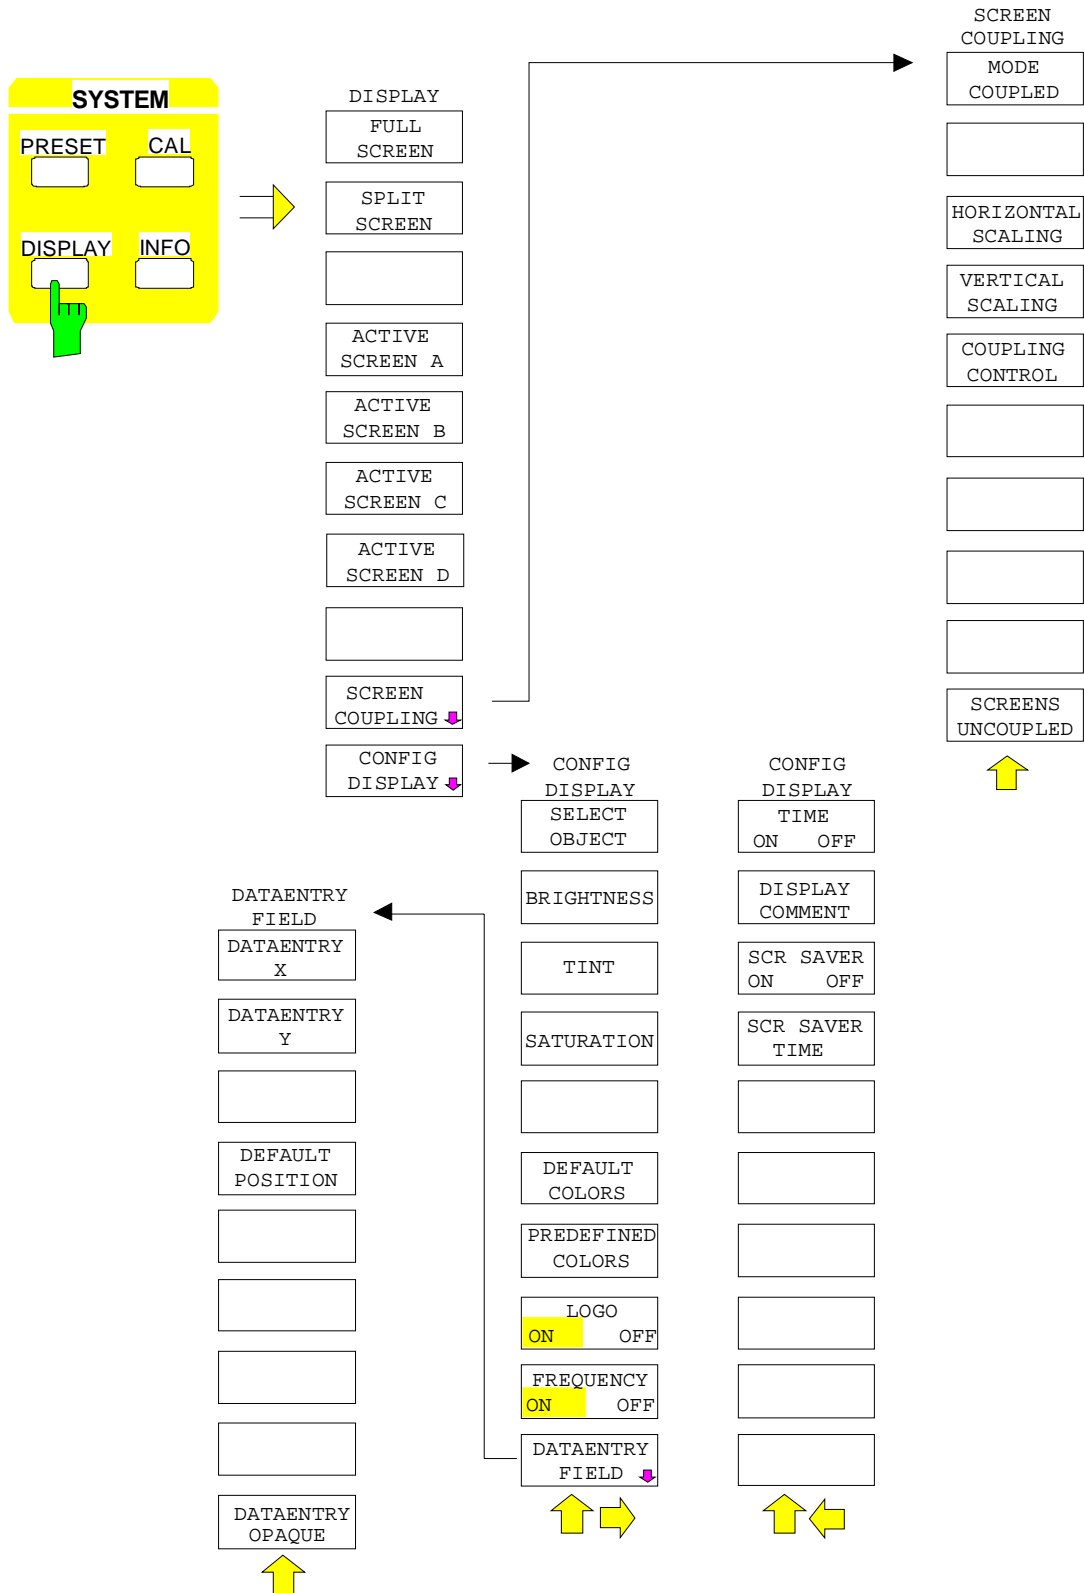 SYSTEM
PRESET
CAL
DISPLAY
INFO
DISPLAY
FULL
SCREEN
SPLIT
SCREEN
ACTIVE
SCREEN A
ACTIVE
SCREEN B
ACTIVE
SCREEN C
ACTIVE
SCREEN D
SCREEN
COUPLING
CONFIG
DISPLAY
SCREEN
COUPLING
MODE
COUPLED
HORIZONTAL
SCALING
VERTICAL
SCALING
COUPLING
CONTROL
SCREENS
UNCOUPLED
CONFIG
DISPLAY
SELECT
OBJECT
BRIGHTNESS
TINT
SATURATION
DEFAULT
COLORS
PREDEFINED
COLORS
LOGO
ON OFF
FREQUENCY
ON OFF
DATAENTRY
FIELD
CONFIG
DISPLAY
TIME
ON OFF
DISPLAY
COMMENT
SCR SAVER
ON OFF
SCR SAVER
TIME
DATAENTRY
FIELD
DATAENTRY
X
DATAENTRY
Y
DEFAULT
POSITION
DATAENTRY
OPAQUE